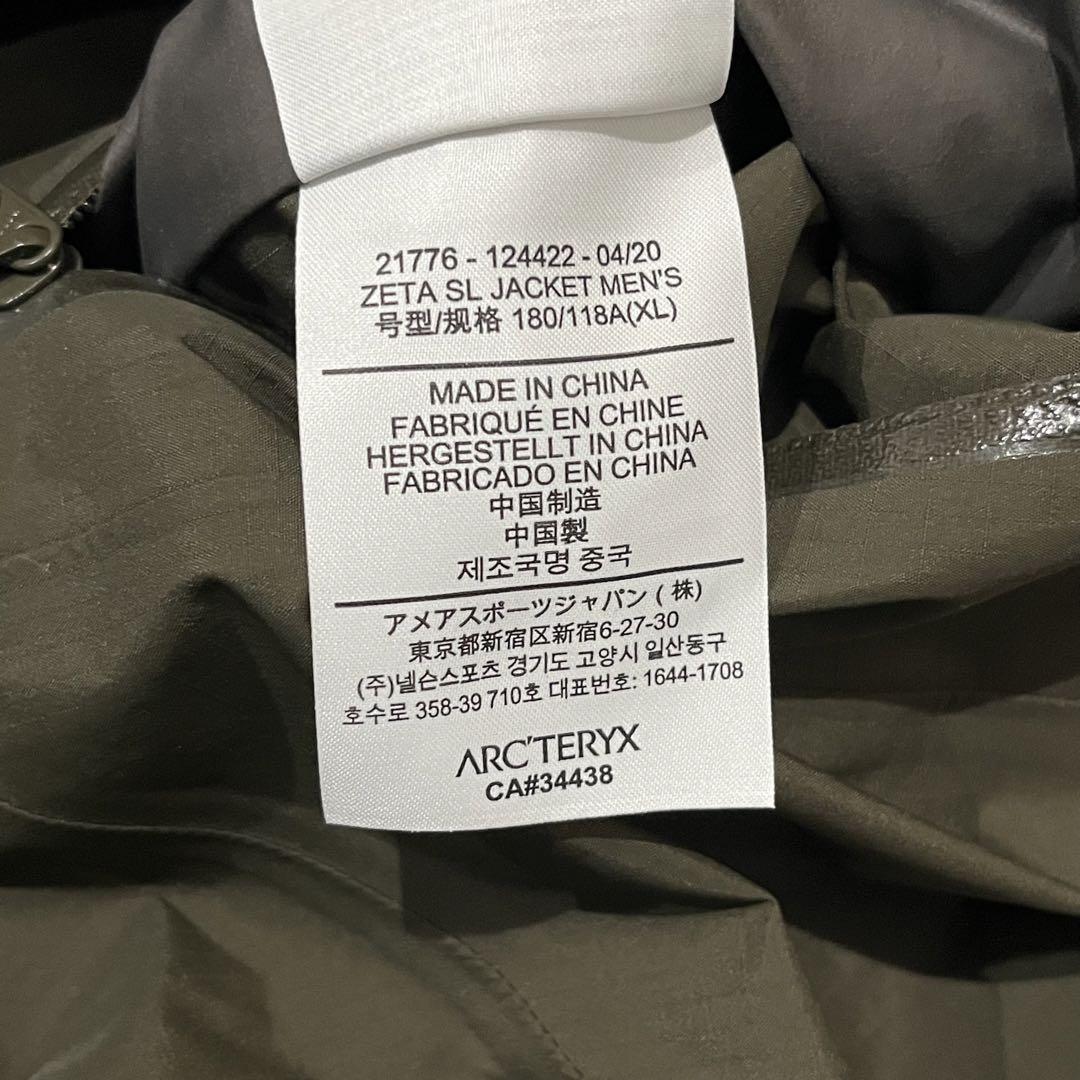 21776 - 124422 - 04/20
ZETA SL JACKET MEN'S
号型/规格 180/118A(XL)
MADE IN CHINA
FABRIQUÉ EN CHINE
HERGESTELLT IN CHINA
FABRICADO EN CHINA
中国制造
中国製
제조국명 중국
アメアスポーツジャパン ( 株)
東京都新宿区新宿6-27-30
(주)넬슨스포츠 경기도 고양시 일산동구
호수로 358-39 710호 대표번호: 1644-1708
ARC'TERYX
CA#34438